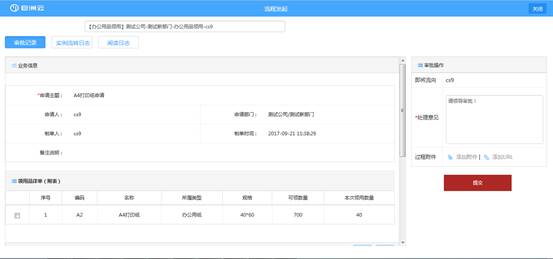 百洲云 流程发起 关闭
【办公用品领用】测试公司-测试新部门-办公用品领用-cs9
审批记录 实例流转日志 阅读日志
业务信息
*申请主题： A4打印纸申请
申请人： cs9 申请部门： 测试公司/测试新部门
制单人： cs9 制单时间： 2017-09-21 11:38:29
备注说明：
领用品详单（附表）
序号 编码 名称 所属类型 规格 可领数量 本次领用数量
1 A2 A4打印纸 办公用纸 40*60 700 40
审批操作
即将流向 cs9
*处理意见 请领导审批！
过程附件 添加附件 | 添加URL
提交